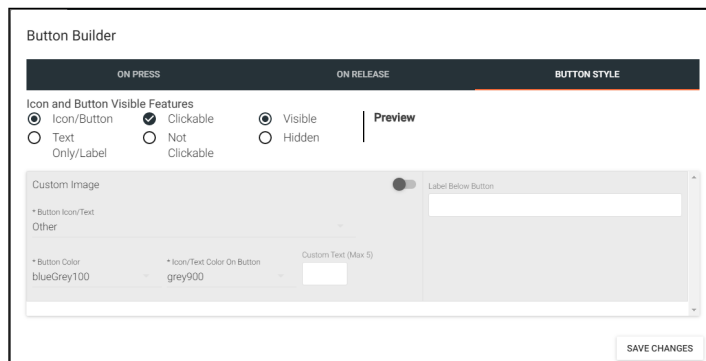 Button Builder
ON PRESS ON RELEASE BUTTON STYLE
Icon and Button Visible Features
Icon/Button Clickable Visible Preview
Text Only/Label Not Clickable Hidden
Custom Image
Label Below Button
* Button Icon/Text
Other
* Button Color * Icon/Text Color On Button Custom Text (Max 5)
blueGrey100 grey900
SAVE CHANGES